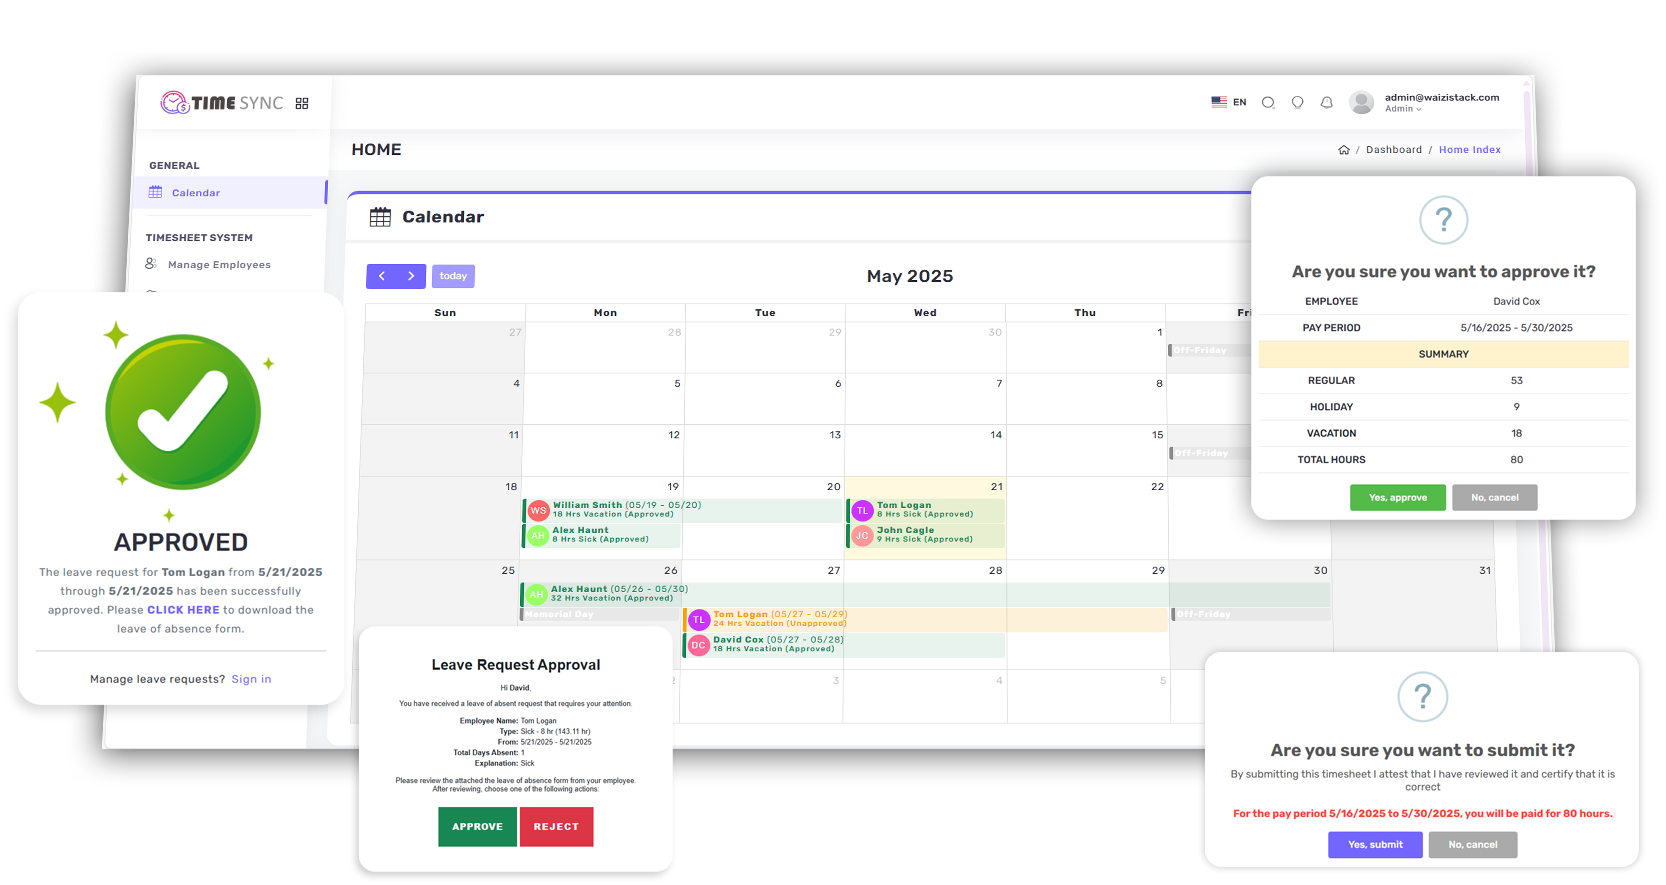 TIME SYNC
EN
admin@waizistack.com
Admin
HOME
/ Dashboard / Home Index
GENERAL
Calendar
TIMESHEET SYSTEM
Manage Employees
Calendar
today
May 2025
Sun Mon Tue Wed Thu Fri
27 28 29 30 1
Off-Friday
4 5 6 7 8
11 12 13 14 15
Off-Friday
18 19 20 21 22
WS William Smith (05/19 - 05/20)
18 Hrs Vacation (Approved)
AH Alex Haunt
8 Hrs Sick (Approved)
TL Tom Logan
8 Hrs Sick (Approved)
JC John Cagle
9 Hrs Sick (Approved)
25 26 27 28 29 30 31
AH Alex Haunt (05/26 - 05/30)
32 Hrs Vacation (Approved)
Memorial Day
TL Tom Logan (05/27 - 05/29)
24 Hrs Vacation (Unapproved)
Off-Friday
DC David Cox (05/27 - 05/28)
18 Hrs Vacation (Approved)
2 3 4 5
APPROVED
The leave request for Tom Logan from 5/21/2025
through 5/21/2025 has been successfully
approved. Please CLICK HERE to download the
leave of absence form.
Manage leave requests? Sign in
Leave Request Approval
Hi David,
You have received a leave of absent request that requires your attention.
Employee Name: Tom Logan
Type: Sick - 8 hr (143.11 hr)
From: 5/21/2025 - 5/21/2025
Total Days Absent: 1
Explanation: Sick
Please review the attached the leave of absence form from your employee.
After reviewing, choose one of the following actions:
APPROVE REJECT
?
Are you sure you want to approve it?
EMPLOYEE David Cox
PAY PERIOD 5/16/2025 - 5/30/2025
SUMMARY
REGULAR 53
HOLIDAY 9
VACATION 18
TOTAL HOURS 80
Yes, approve No, cancel
?
Are you sure you want to submit it?
By submitting this timesheet I attest that I have reviewed it and certify that it is
correct
For the pay period 5/16/2025 to 5/30/2025, you will be paid for 80 hours.
Yes, submit No, cancel